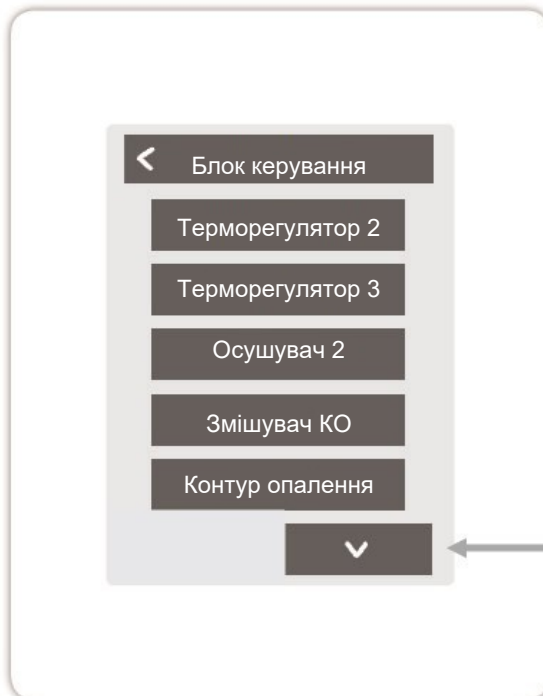 Блок керування
Терморегулятор 2
Терморегулятор 3
Осушувач 2
Змішувач КО
Контур опалення